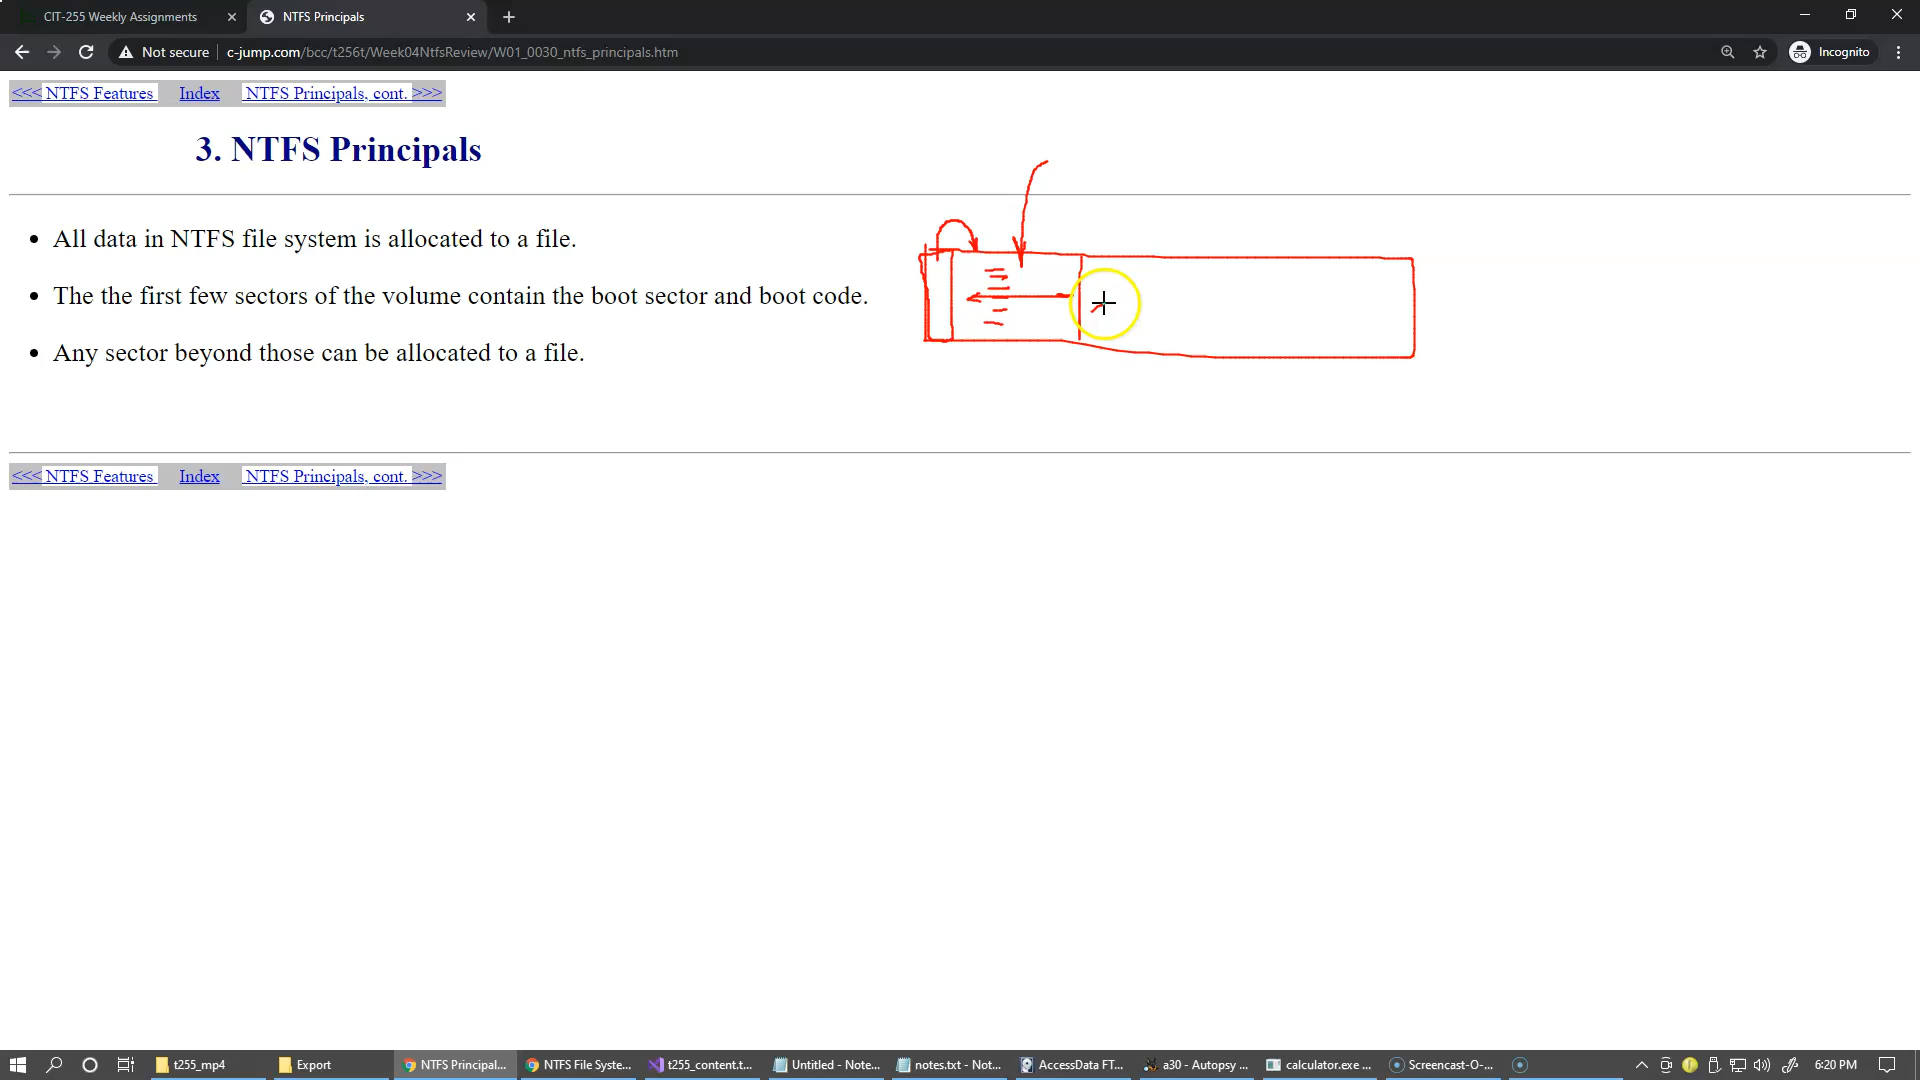 CIT-255 Weekly Assignments
NTFS Principals
Not secure
c-jump.com/bcc/t256t/Week04NtfsReview/W01_0030_ntfs_principals.htm
Incognito
<<< NTFS Features Index NTFS Principals, cont. >>>
3. NTFS Principals
• All data in NTFS file system is allocated to a file.
• The the first few sectors of the volume contain the boot sector and boot code.
• Any sector beyond those can be allocated to a file.
<<< NTFS Features Index NTFS Principals, cont. >>>
t255_mp4
Export
NTFS Principal...
NTFS File Syste...
t255_content.t...
Untitled - Note...
notes.txt - Not...
AccessData FT...
a30 - Autopsy ...
calculator.exe ...
Screencast-O-...
6:20 PM